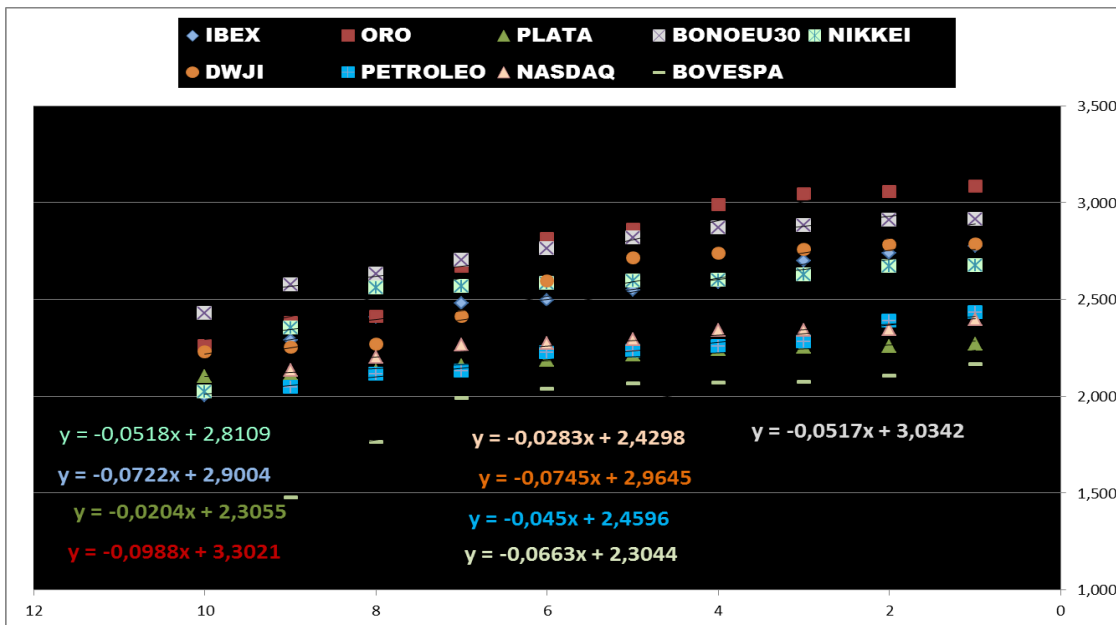 IBEX ORO PLATA BONOEU30 NIKKEI
DWJI PETROLEO NASDAQ BOVESPA
3,500
3,000
2,500
2,000
y = -0,0518x + 2,8109 y = -0,0283x + 2,4298 y = -0,0517x + 3,0342
y = -0,0722x + 2,9004 y = -0,0745x + 2,9645
1,500
y = -0,0204x + 2,3055 y = -0,045x + 2,4596
y = -0,0988x + 3,3021 y = -0,0663x + 2,3044
1,000
12 10 8 6 4 2 0